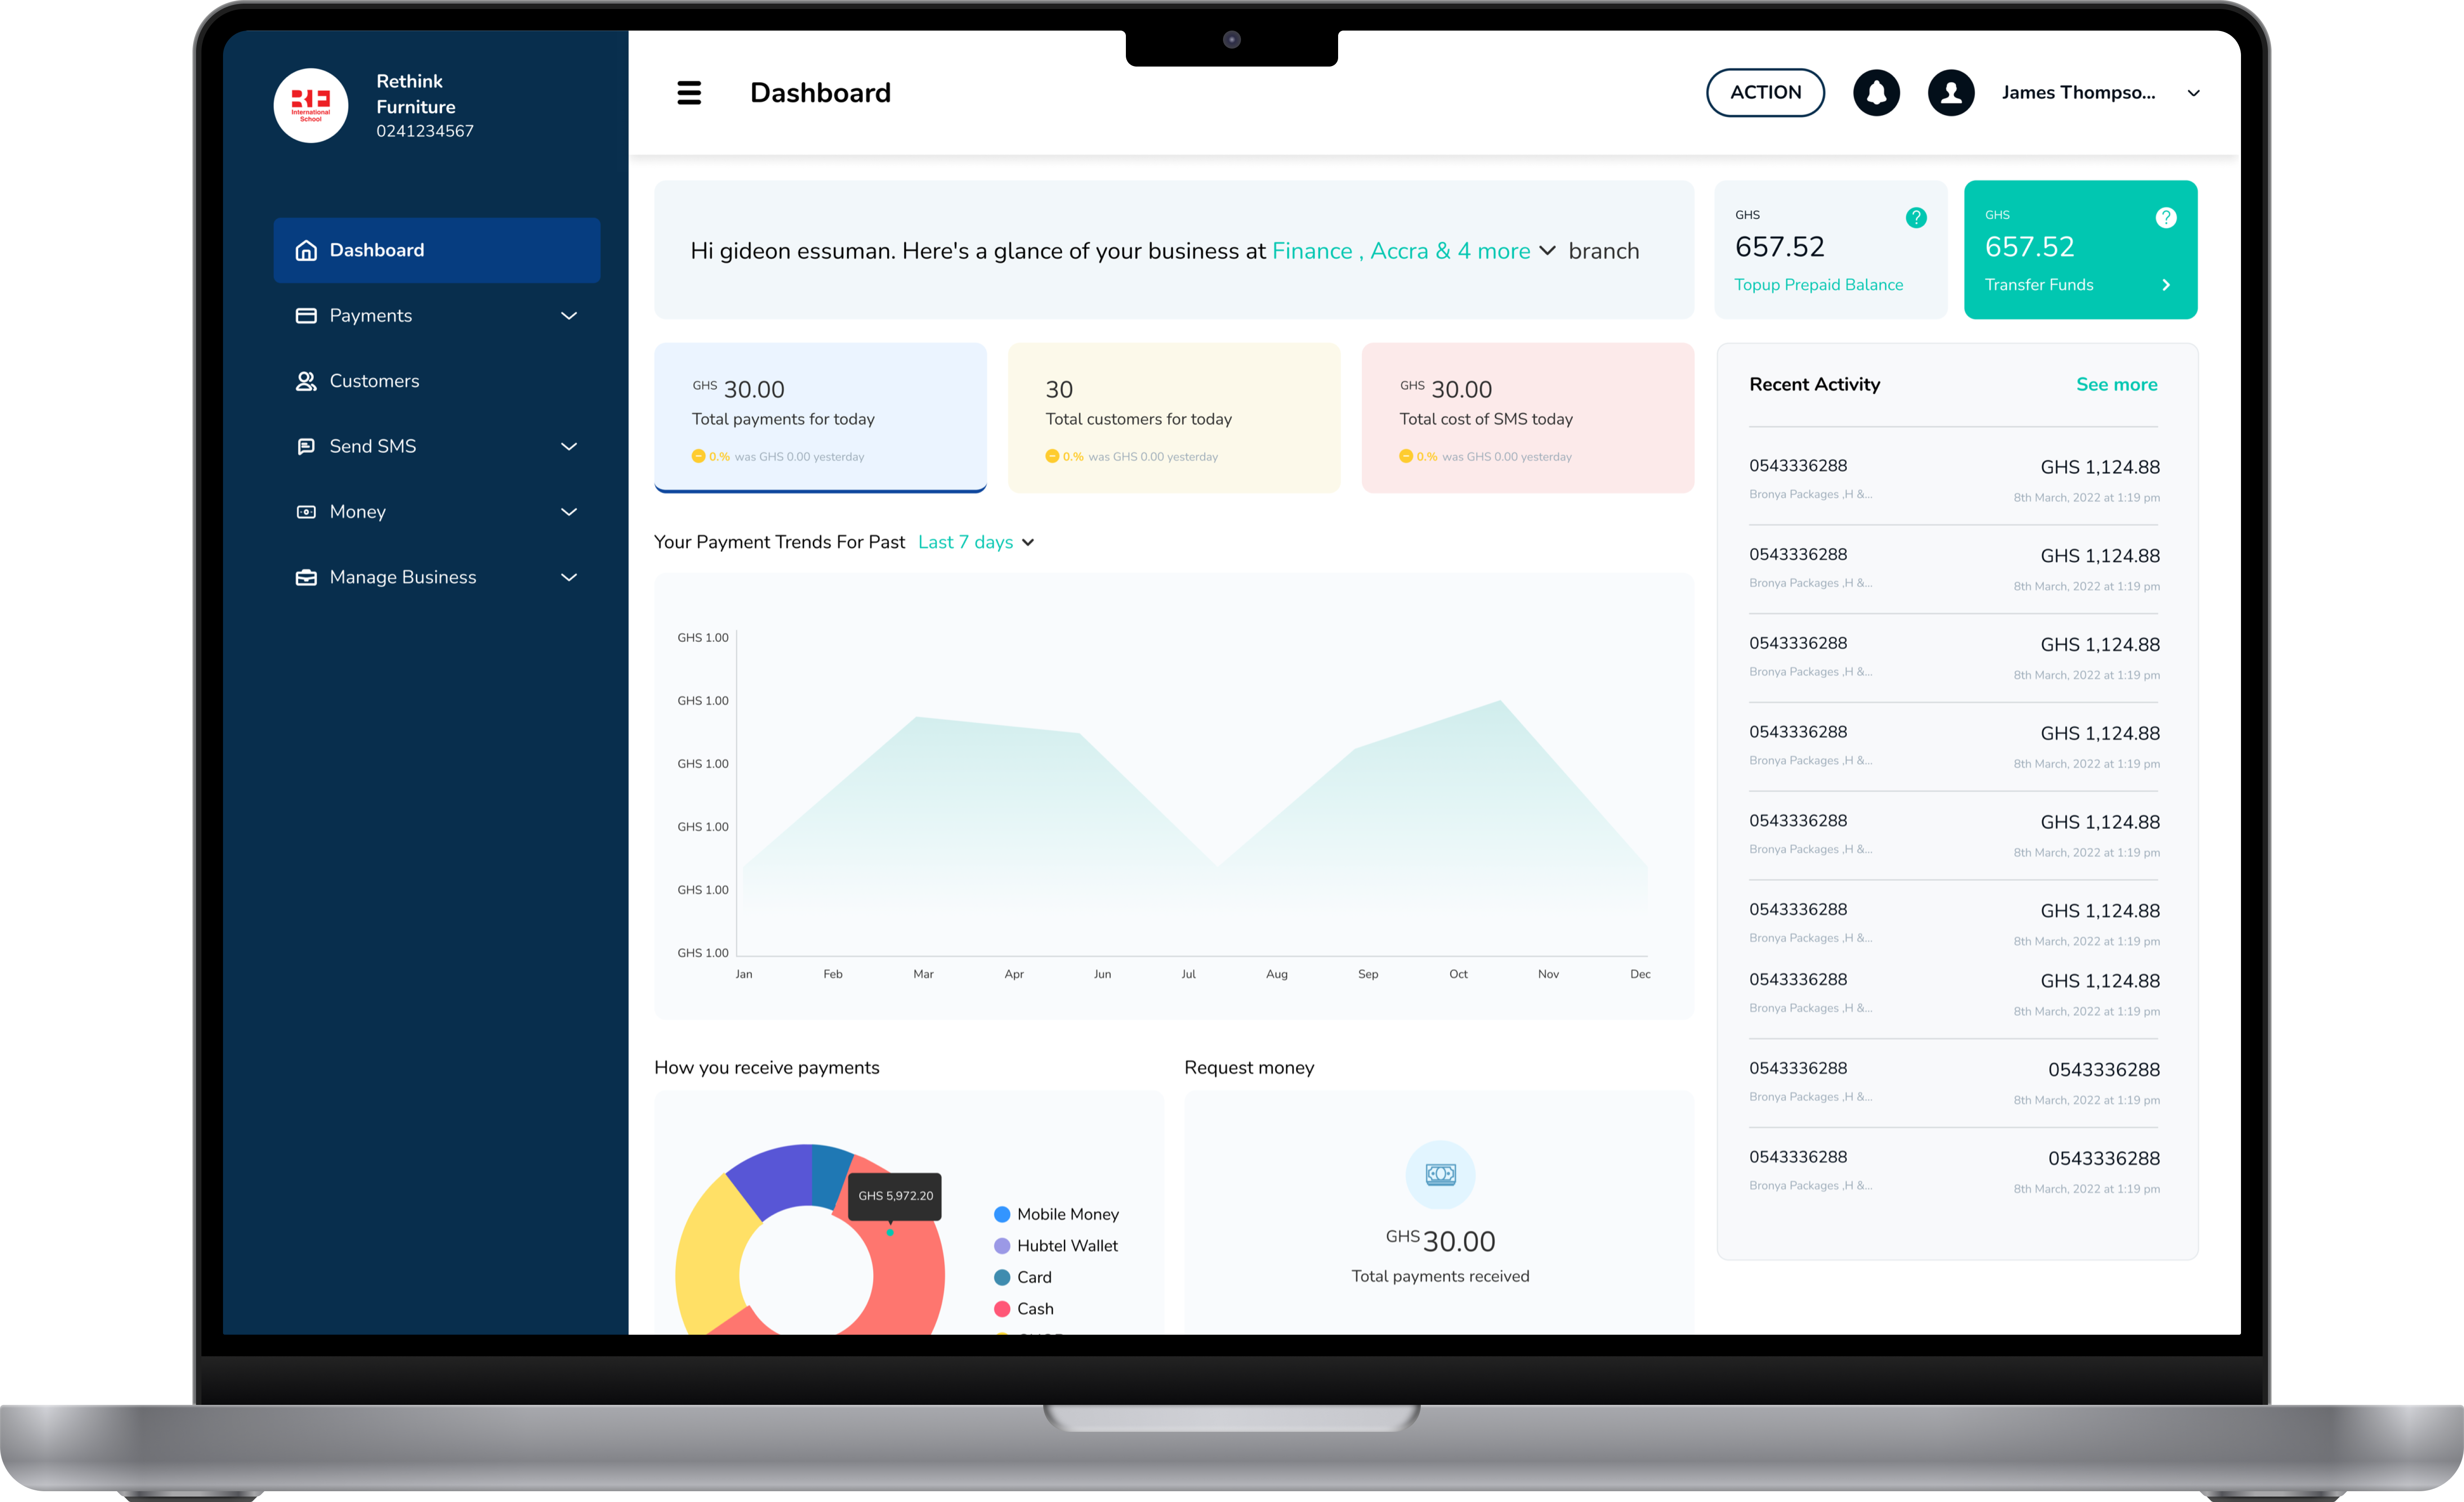 RIF
International
School
Rethink
Furniture
0241234567
Dashboard
Payments
Customers
Send SMS
Money
Manage Business
Dashboard
ACTION
James Thompso...
Hi gideon essuman. Here's a glance of your business at Finance , Accra & 4 more branch
GHS
657.52
Topup Prepaid Balance
?
GHS
657.52
Transfer Funds
?
GHS 30.00
Total payments for today
0.% was GHS 0.00 yesterday
30
Total customers for today
0.% was GHS 0.00 yesterday
GHS 30.00
Total cost of SMS today
0.% was GHS 0.00 yesterday
Your Payment Trends For Past Last 7 days
GHS 1.00
GHS 1.00
GHS 1.00
GHS 1.00
GHS 1.00
GHS 1.00
Jan Feb Mar Apr Jun Jul Aug Sep Oct Nov Dec
How you receive payments
GHS 5,972.20
Mobile Money
Hubtel Wallet
Card
Cash
Request money
GHS 30.00
Total payments received
Recent Activity See more
0543336288 GHS 1,124.88
Bronya Packages ,H &... 8th March, 2022 at 1:19 pm
0543336288 GHS 1,124.88
Bronya Packages ,H &... 8th March, 2022 at 1:19 pm
0543336288 GHS 1,124.88
Bronya Packages ,H &... 8th March, 2022 at 1:19 pm
0543336288 GHS 1,124.88
Bronya Packages ,H &... 8th March, 2022 at 1:19 pm
0543336288 GHS 1,124.88
Bronya Packages ,H &... 8th March, 2022 at 1:19 pm
0543336288 GHS 1,124.88
Bronya Packages ,H &... 8th March, 2022 at 1:19 pm
0543336288 GHS 1,124.88
Bronya Packages ,H &... 8th March, 2022 at 1:19 pm
0543336288 0543336288
Bronya Packages ,H &... 8th March, 2022 at 1:19 pm
0543336288 0543336288
Bronya Packages ,H &... 8th March, 2022 at 1:19 pm